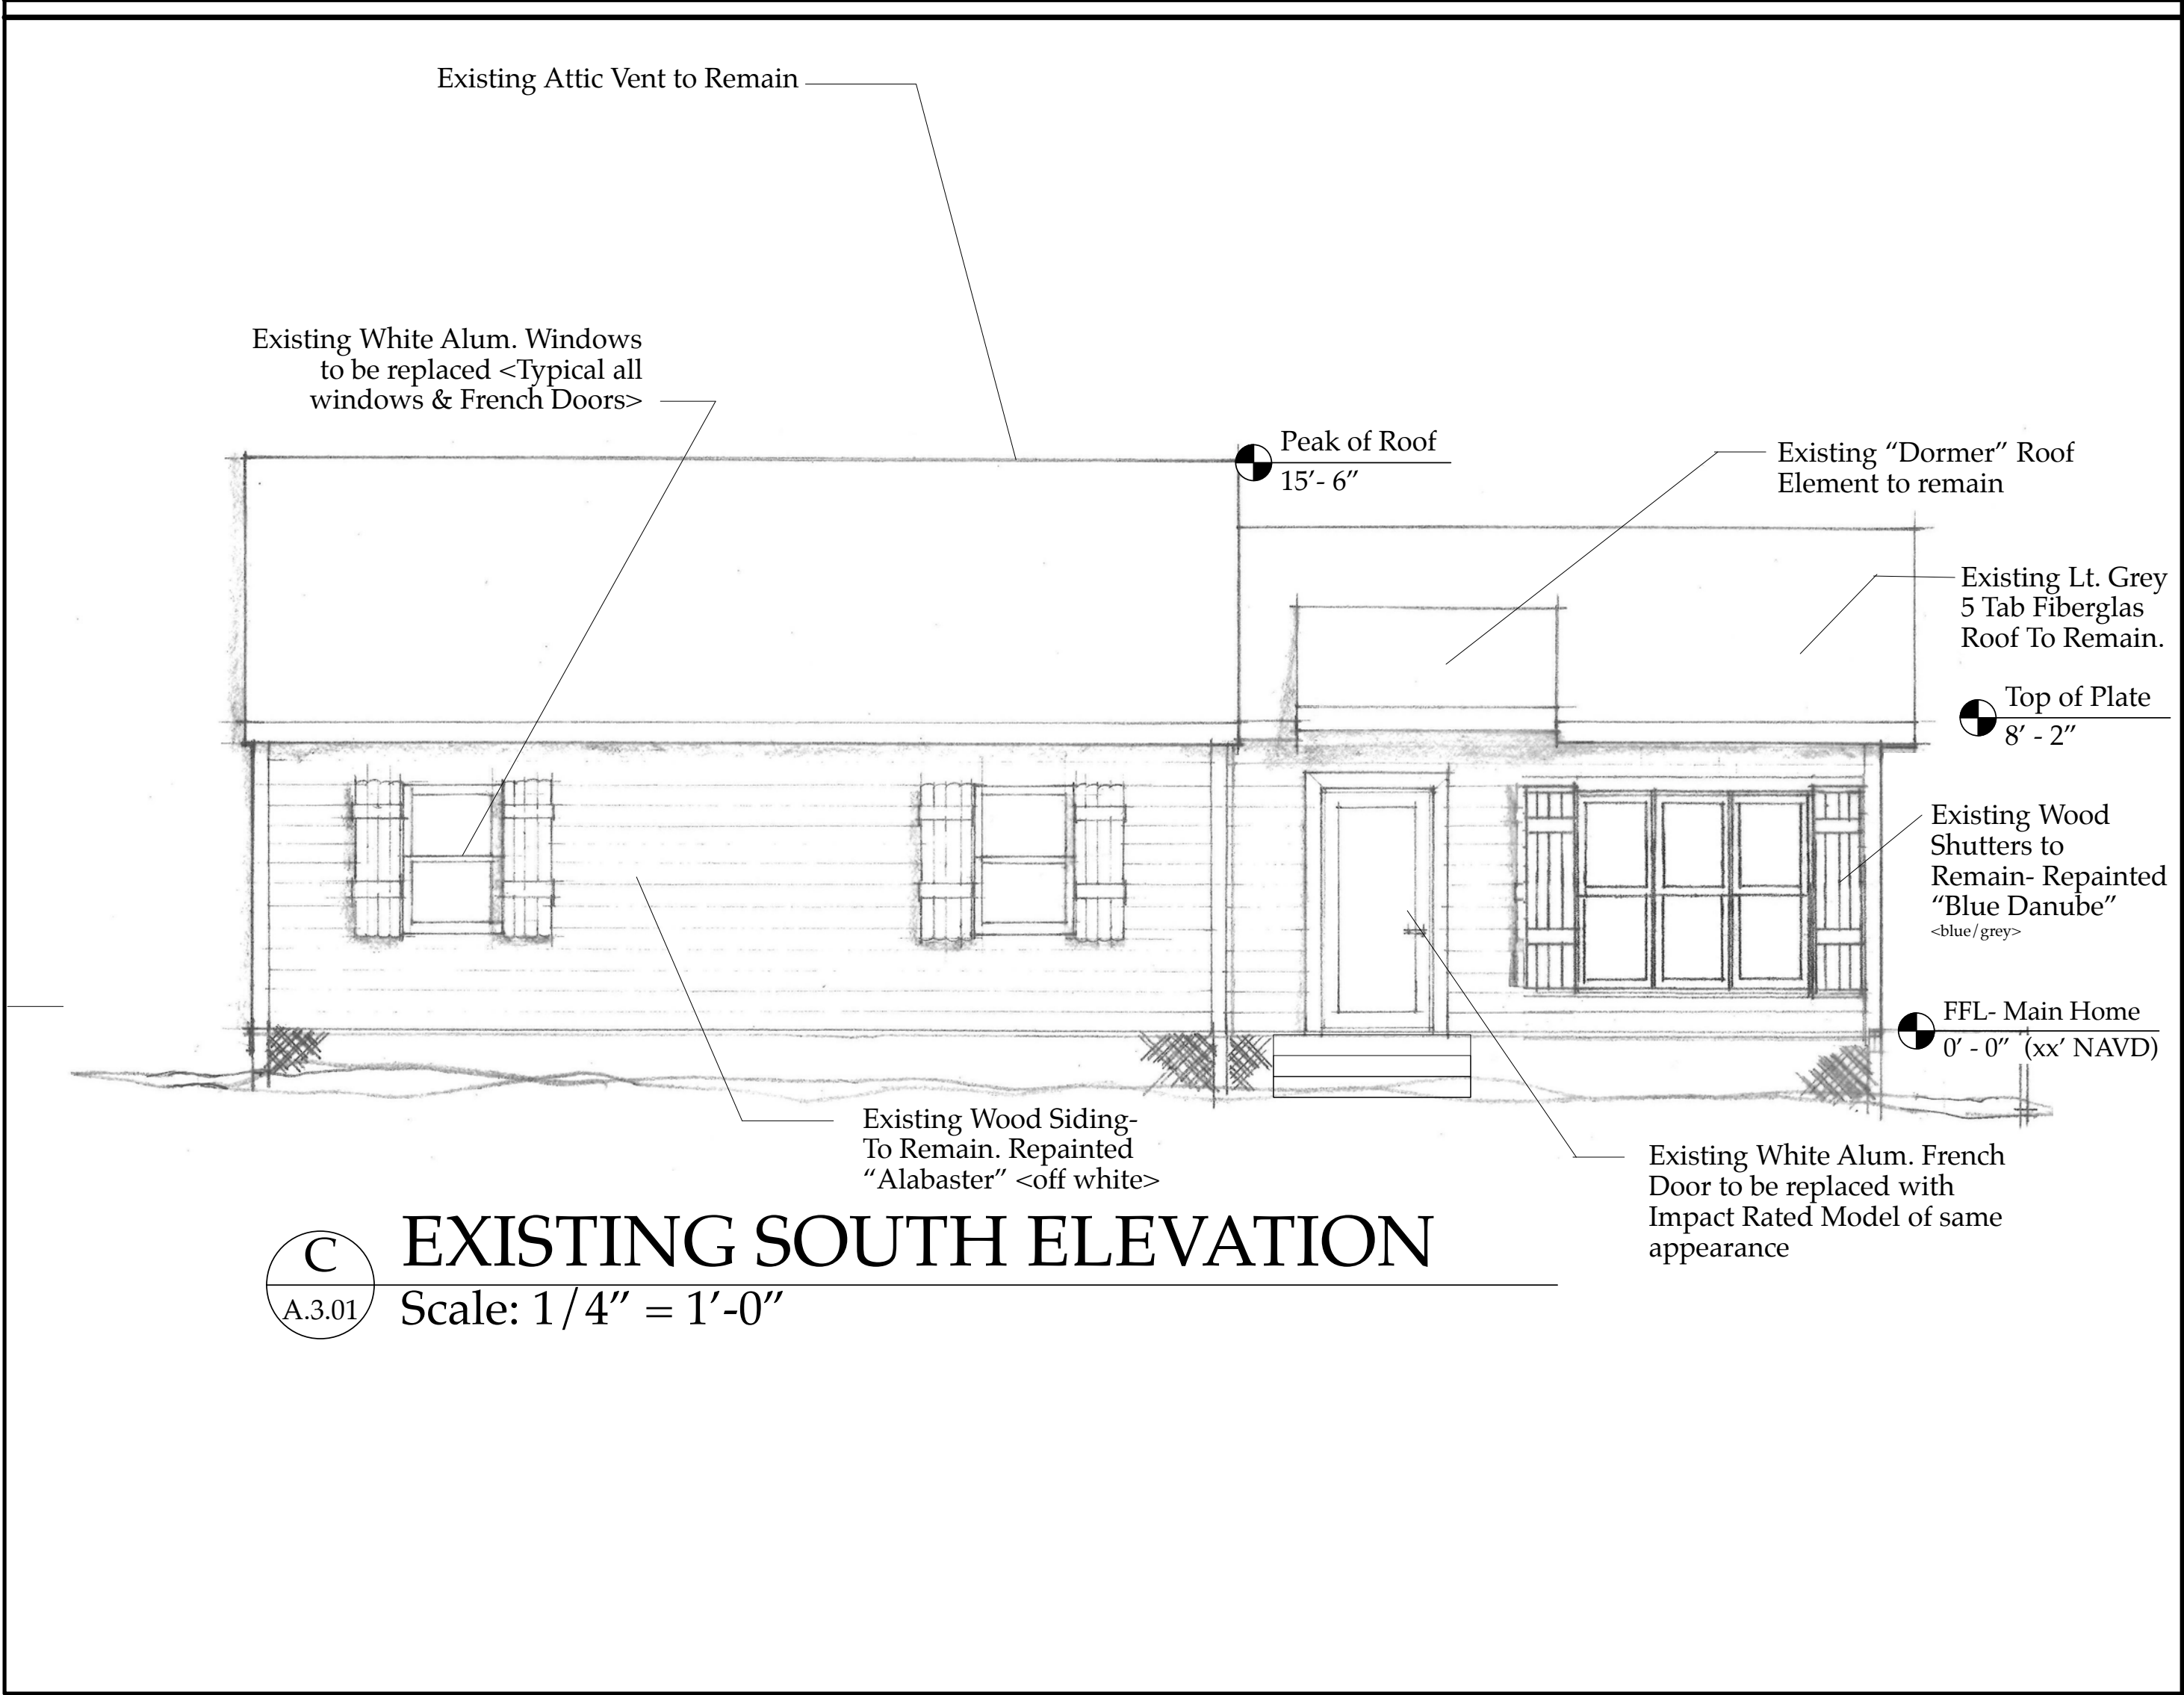 Existing Attic Vent to Remain
Existing White Alum. Windows
to be replaced <Typical all
windows & French Doors>
Peak of Roof
15’- 6”
Existing “Dormer” Roof
Element to remain
Existing Lt. Grey
5 Tab Fiberglas
Roof To Remain.
Top of Plate
8’ - 2”
Existing Wood
Shutters to
Remain- Repainted
“Blue Danube”
<blue/grey>
FFL- Main Home
0’ - 0” (xx’ NAVD)
Existing Wood Siding-
To Remain. Repainted
“Alabaster” <off white>
Existing White Alum. French
Door to be replaced with
Impact Rated Model of same
appearance
C
A.3.01
EXISTING SOUTH ELEVATION
Scale: 1/4” = 1’-0”